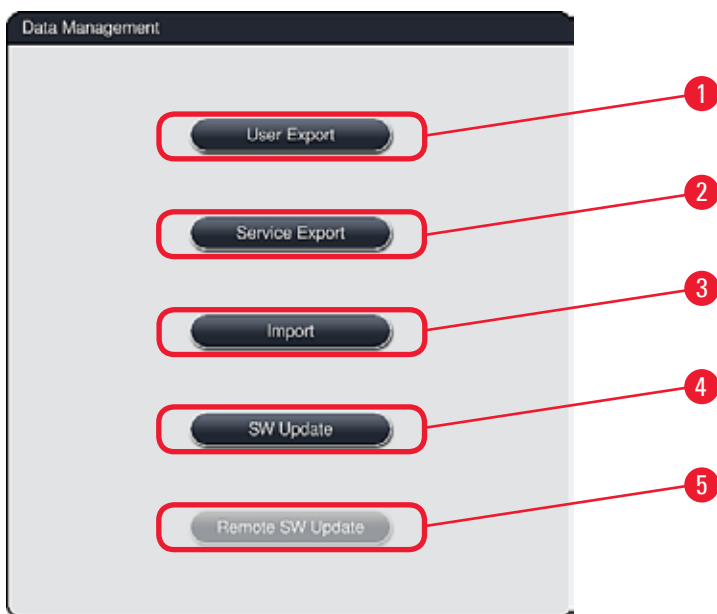 Data Management
User Export
1
Service Export
2
Import
3
SW Update
4
Remote SW Update
5